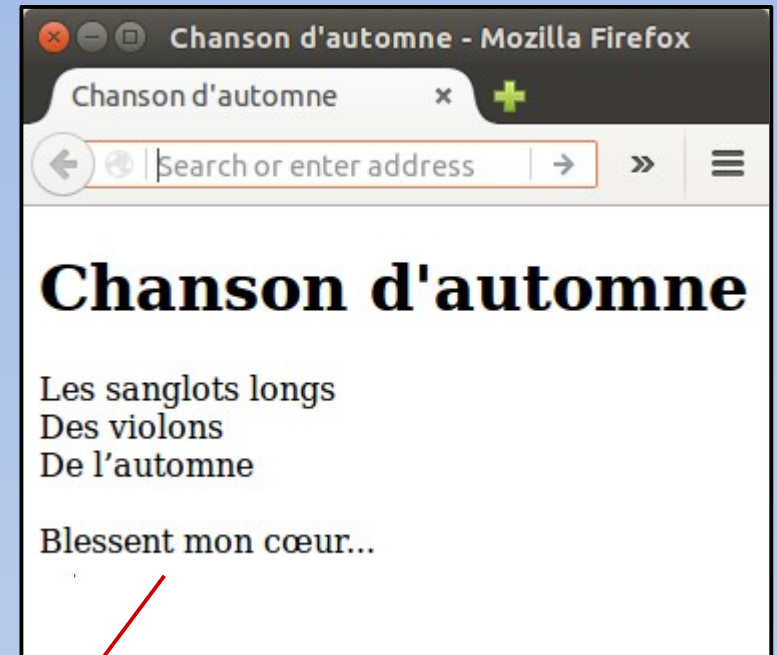 Chanson d'automne - Mozilla Firefox
Chanson d'automne
Search or enter address
Chanson d'automne
Les sanglots longs
Des violons
De l’automne
Blessent mon cœur...